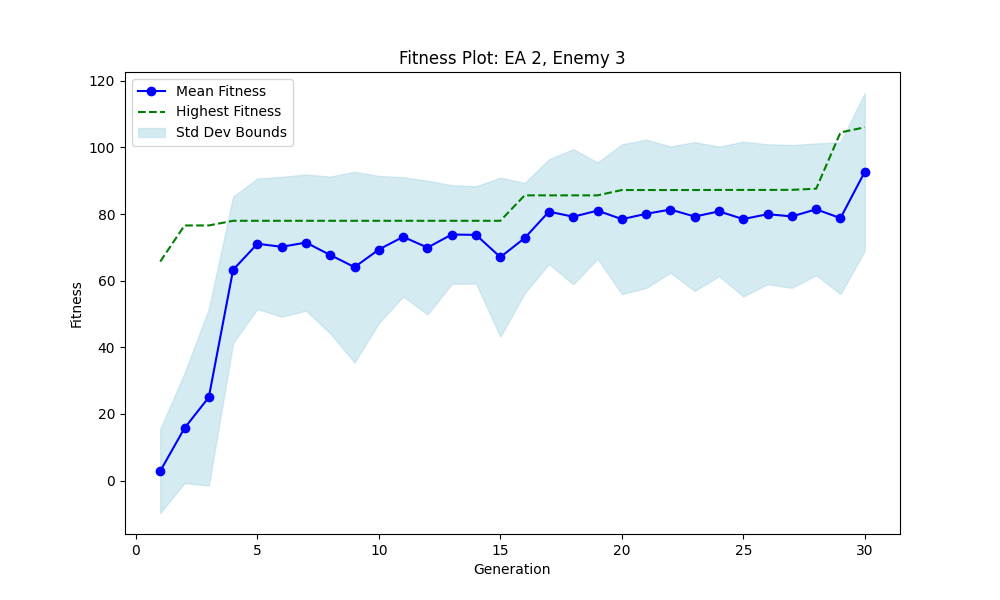 Fitness Plot: EA 2, Enemy 3
Mean Fitness
Highest Fitness
Std Dev Bounds
120
100
80
60
40
20
0
Fitness
0 5 10 15 20 25 30
Generation